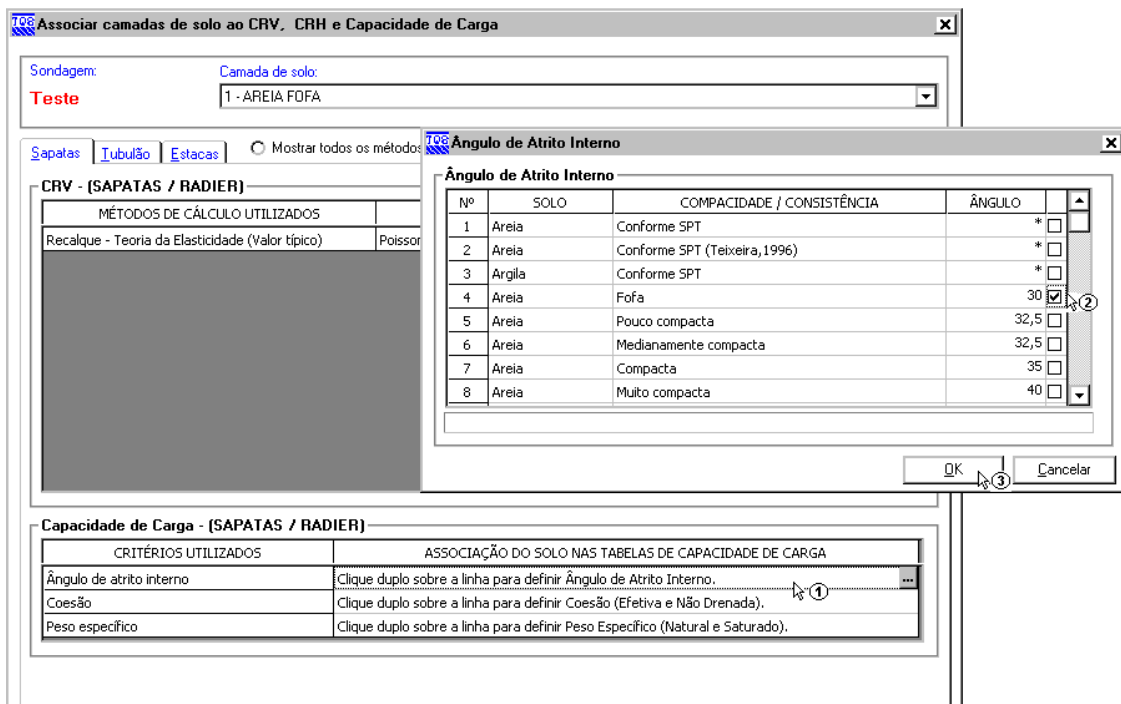 TQS Associar camadas de solo ao CRV, CRH e Capacidade de Carga
Sondagem: Camada de solo:
Teste 1 - AREIA FOFA
Sapatas Tubulão Estacas Mostrar todos os métodos
CRV - (SAPATAS / RADIER)
MÉTODOS DE CÁLCULO UTILIZADOS
Recalque - Teoria da Elasticidade (Valor típico) Poisson
TQS Ângulo de Atrito Interno
Ângulo de Atrito Interno
Nº SOLO COMPACIDADE / CONSISTÊNCIA ÂNGULO
1 Areia Conforme SPT *
2 Areia Conforme SPT (Teixeira,1996) *
3 Argila Conforme SPT *
4 Areia Fofa 30 2
5 Areia Pouco compacta 32,5
6 Areia Medianamente compacta 32,5
7 Areia Compacta 35
8 Areia Muito compacta 40
OK 3 Cancelar
Capacidade de Carga - (SAPATAS / RADIER)
CRITÉRIOS UTILIZADOS ASSOCIAÇÃO DO SOLO NAS TABELAS DE CAPACIDADE DE CARGA
Ângulo de atrito interno Clique duplo sobre a linha para definir Ângulo de Atrito Interno. ... 1
Coesão Clique duplo sobre a linha para definir Coesão (Efetiva e Não Drenada).
Peso específico Clique duplo sobre a linha para definir Peso Específico (Natural e Saturado).